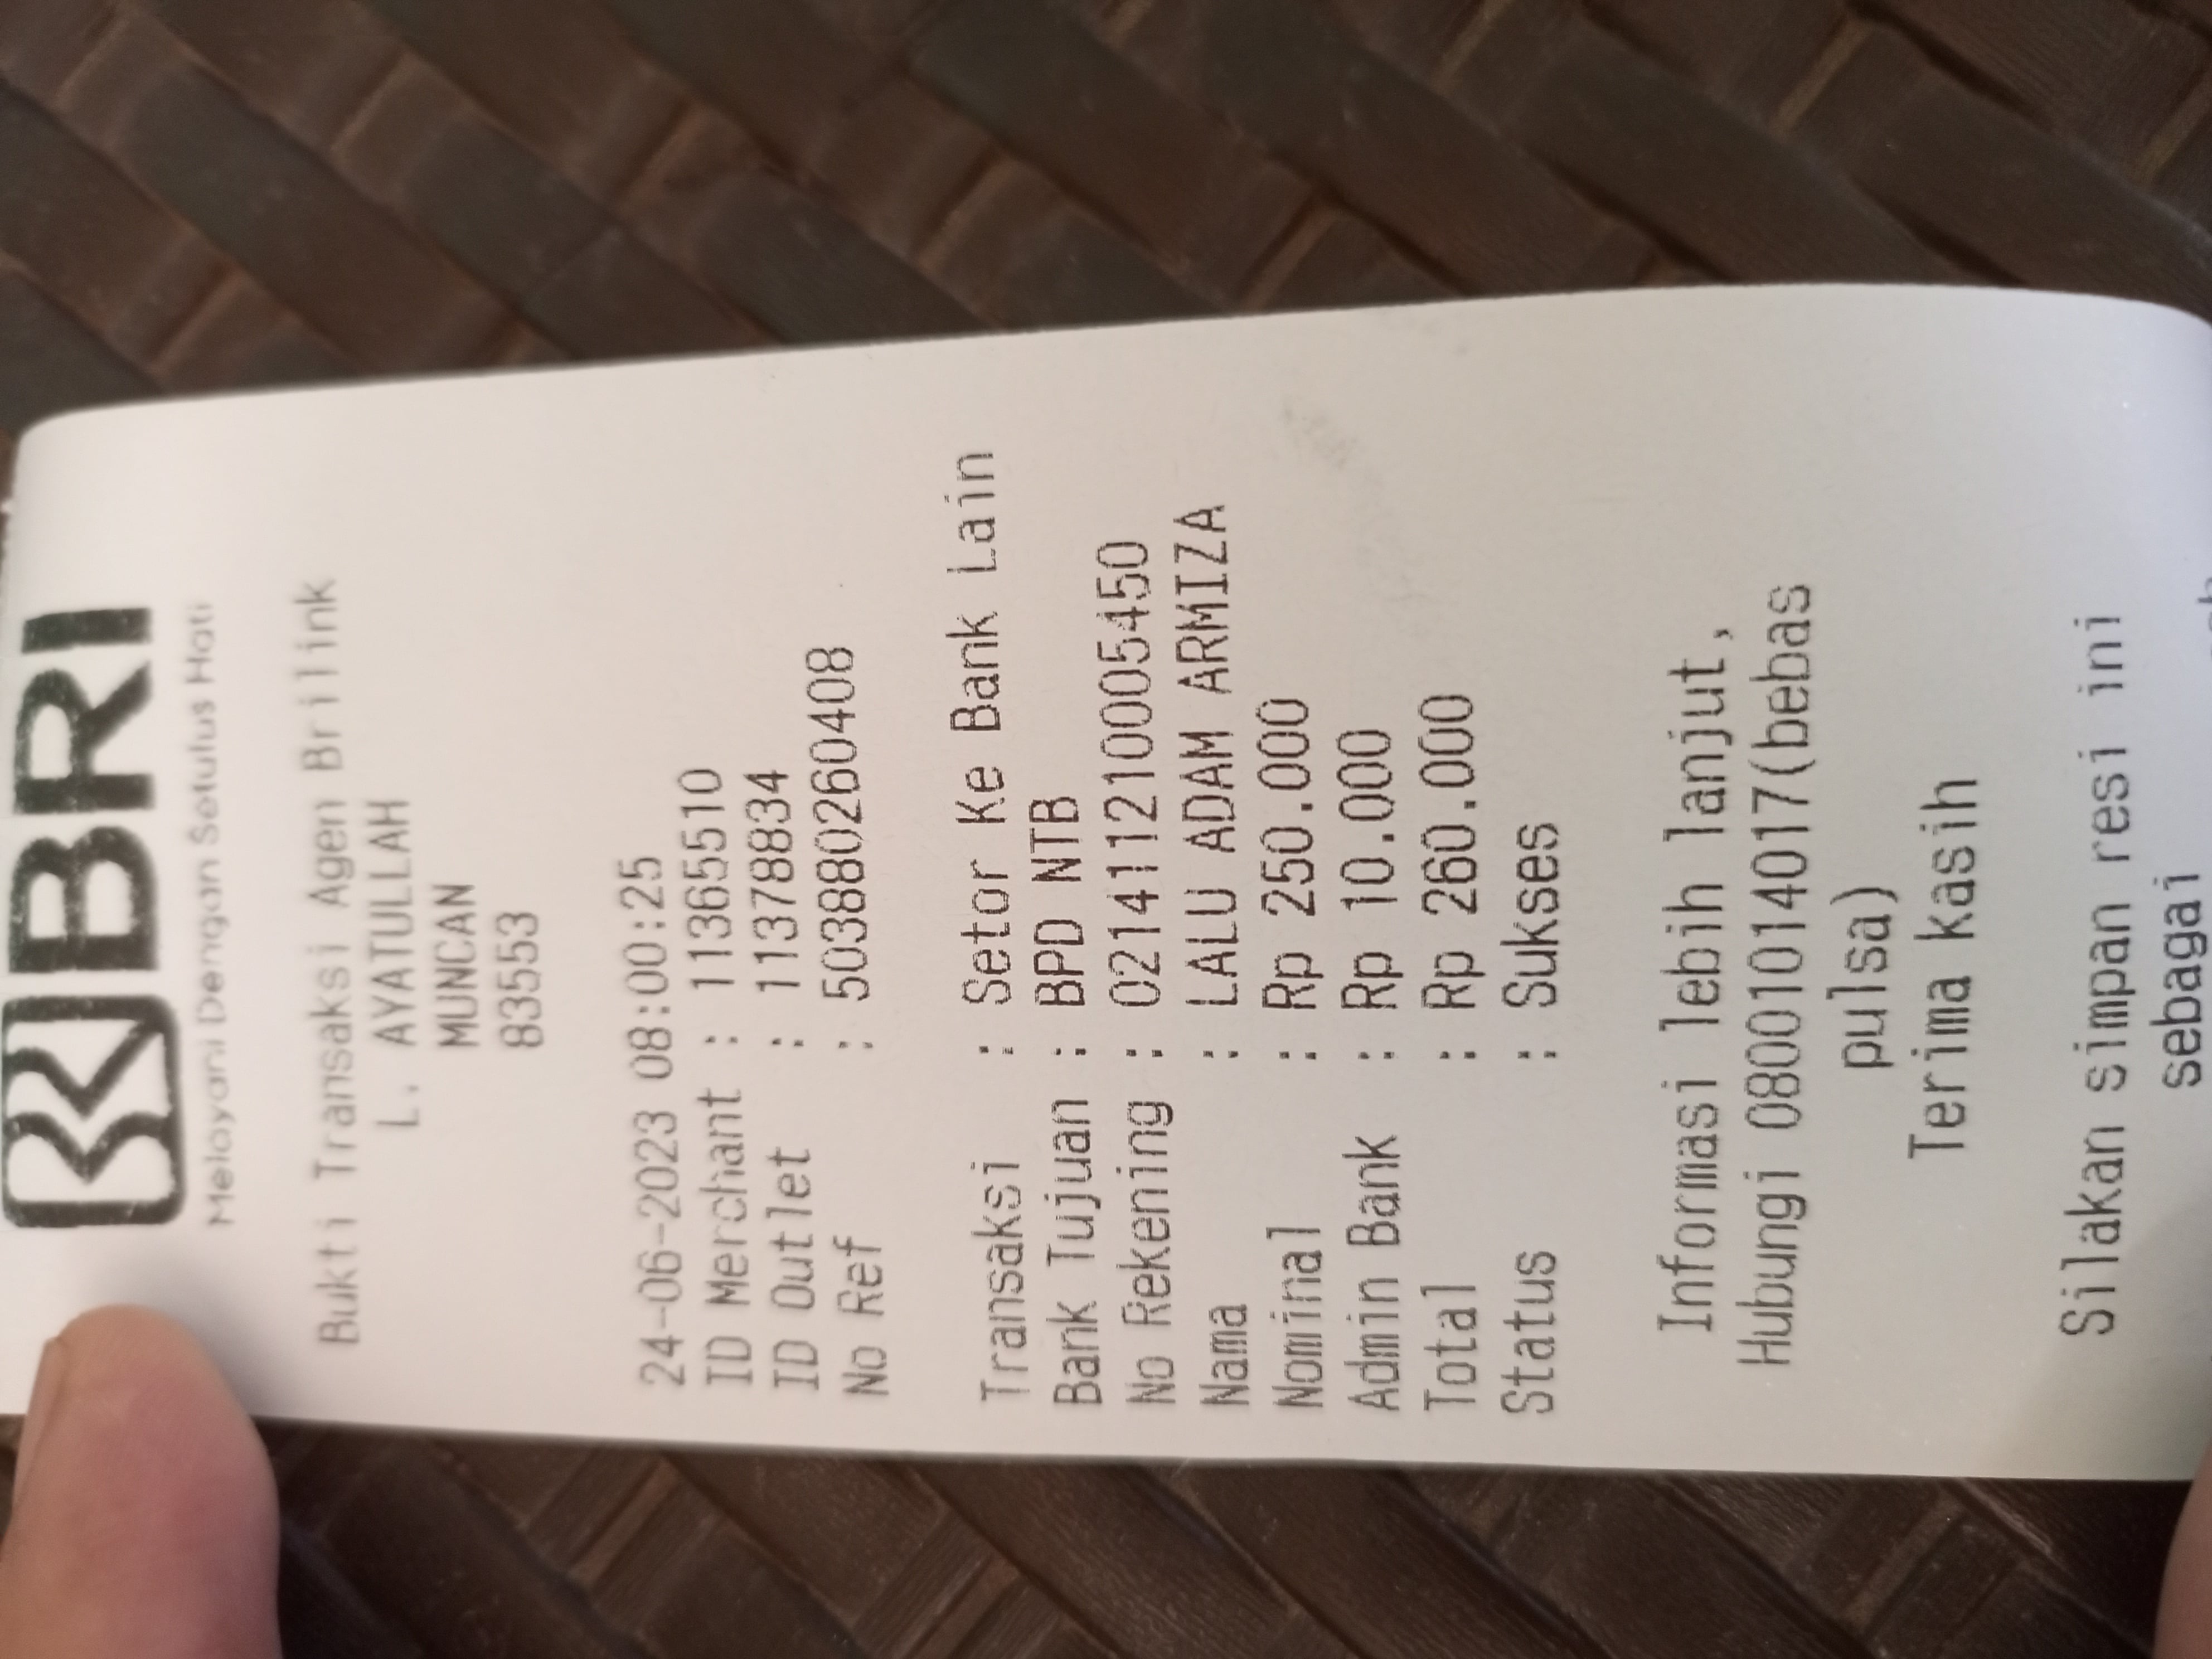 BRI
Melayani Dengan Setulus Hati
Bukti Transaksi Agen Brilink
L. AYATULLAH
MUNCAN
83553
24-06-2023 08:00:25
ID Merchant : 11365510
ID Outlet : 11378834
No Ref : 503880260408
Transaksi : Setor Ke Bank Lain
Bank Tujuan : BPD NTB
No Rekening : 021411210005450
Nama : LALU ADAM ARMIZA
Nominal : Rp 250.000
Admin Bank : Rp 10.000
Total : Rp 260.000
Status : Sukses
Informasi lebih lanjut,
Hubungi 08001014017(bebas
pulsa)
Terima kasih
Silakan simpan resi ini
sebagai